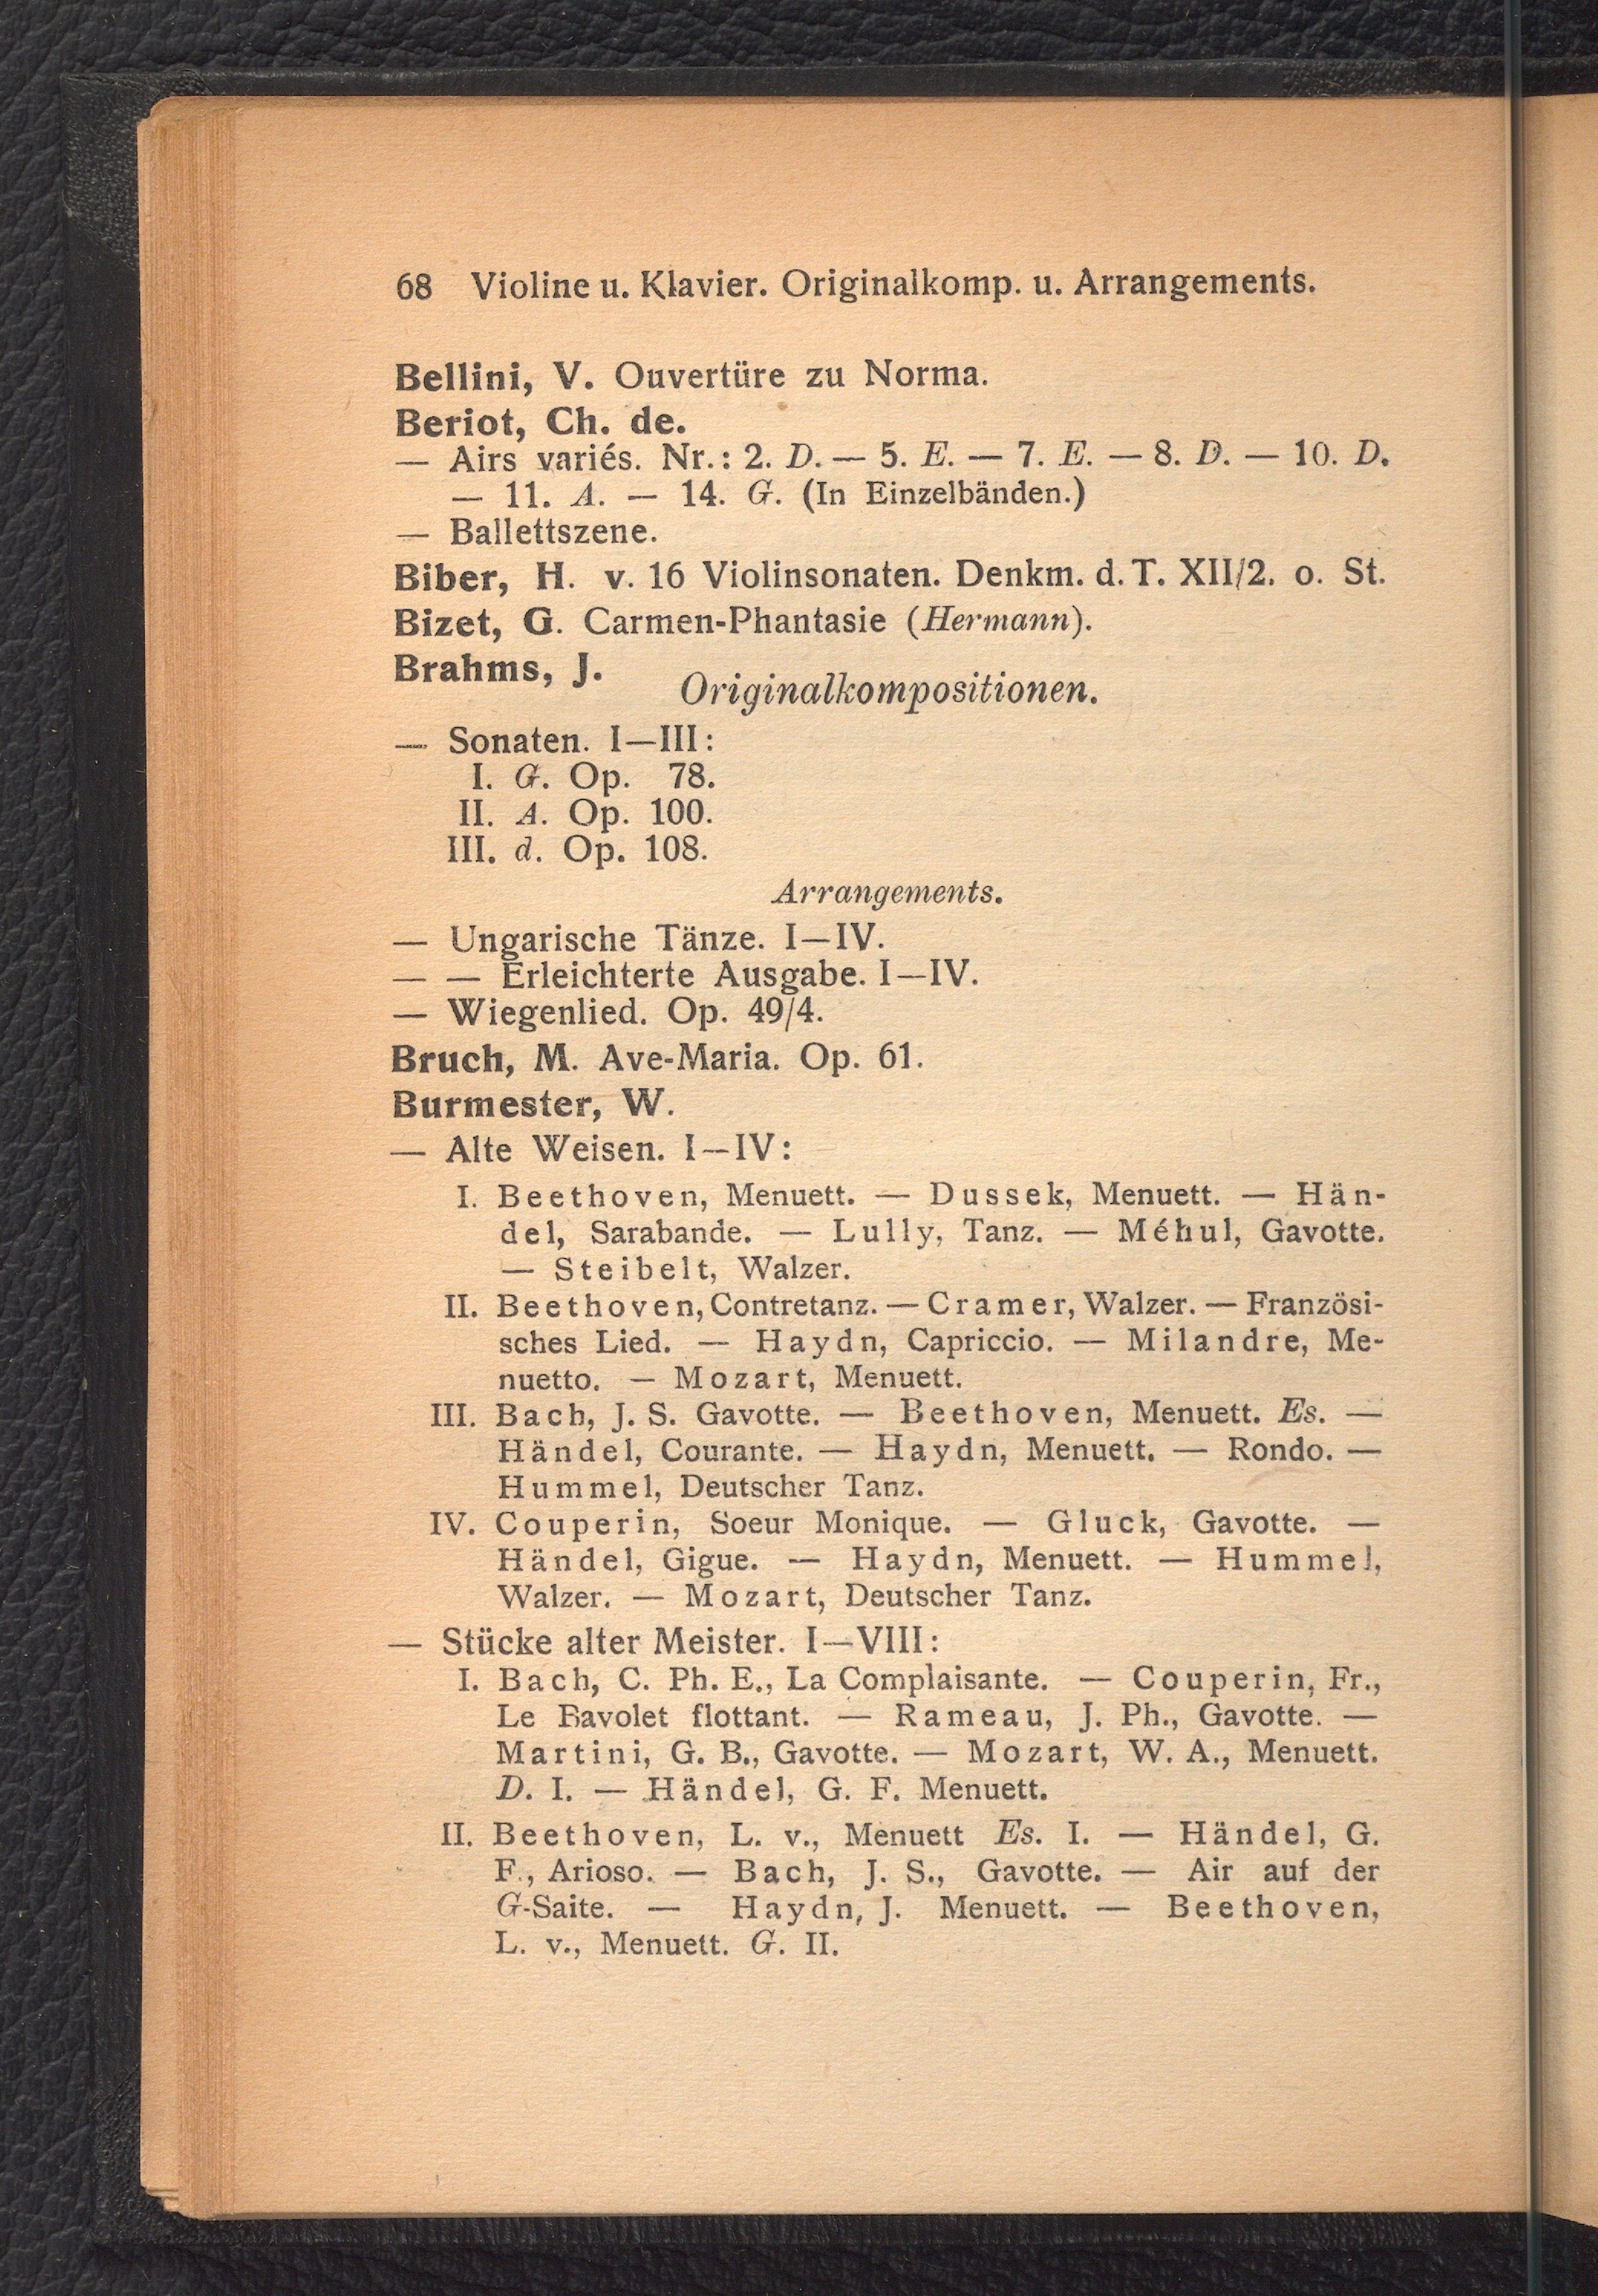 68 Violine u. Klavier. Originalkomp. u. Arrangements.
Bellini, V. Ouvertüre zu Norma.
Beriot, Ch. de.
— Airs variés. Nr.: 2. D. — 5. E. — 7. E. — 8. D. — 10. D.
— 11. A. — 14. G. (In Einzelbänden.)
— Ballettszene.
Biber, H. v. 16 Violinsonaten. Denkm. d. T. XII/2. o. St.
Bizet, G. Carmen-Phantasie (Hermann).
Brahms, J.
Originalkompositionen.
— Sonaten. I—III:
I. G. Op. 78.
II. A. Op. 100.
III. d. Op. 108.
Arrangements.
— Ungarische Tänze. I—IV.
— — Erleichterte Ausgabe. I—IV.
— Wiegenlied. Op. 49/4.
Bruch, M. Ave-Maria. Op. 61.
Burmester, W.
— Alte Weisen. I—IV:
I. Beethoven, Menuett. — Dussek, Menuett. — Hän-
del, Sarabande. — Lully, Tanz. — Méhul, Gavotte.
— Steibelt, Walzer.
II. Beethoven, Contretanz. — Cramer, Walzer. — Französi-
sches Lied. — Haydn, Capriccio. — Milandre, Me-
nuetto. — Mozart, Menuett.
III. Bach, J. S. Gavotte. — Beethoven, Menuett. Es. —
Händel, Courante. — Haydn, Menuett. — Rondo. —
Hummel, Deutscher Tanz.
IV. Couperin, Soeur Monique. — Gluck, Gavotte. —
Händel, Gigue. — Haydn, Menuett. — Hummel,
Walzer. — Mozart, Deutscher Tanz.
— Stücke alter Meister. I—VIII:
I. Bach, C. Ph. E., La Complaisante. — Couperin, Fr.,
Le Bavolet flottant. — Rameau, J. Ph., Gavotte. —
Martini, G. B., Gavotte. — Mozart, W. A., Menuett.
D. I. — Händel, G. F. Menuett.
II. Beethoven, L. v., Menuett Es. I. — Händel, G.
F., Arioso. — Bach, J. S., Gavotte. — Air auf der
G-Saite. — Haydn, J. Menuett. — Beethoven,
L. v., Menuett. G. II.